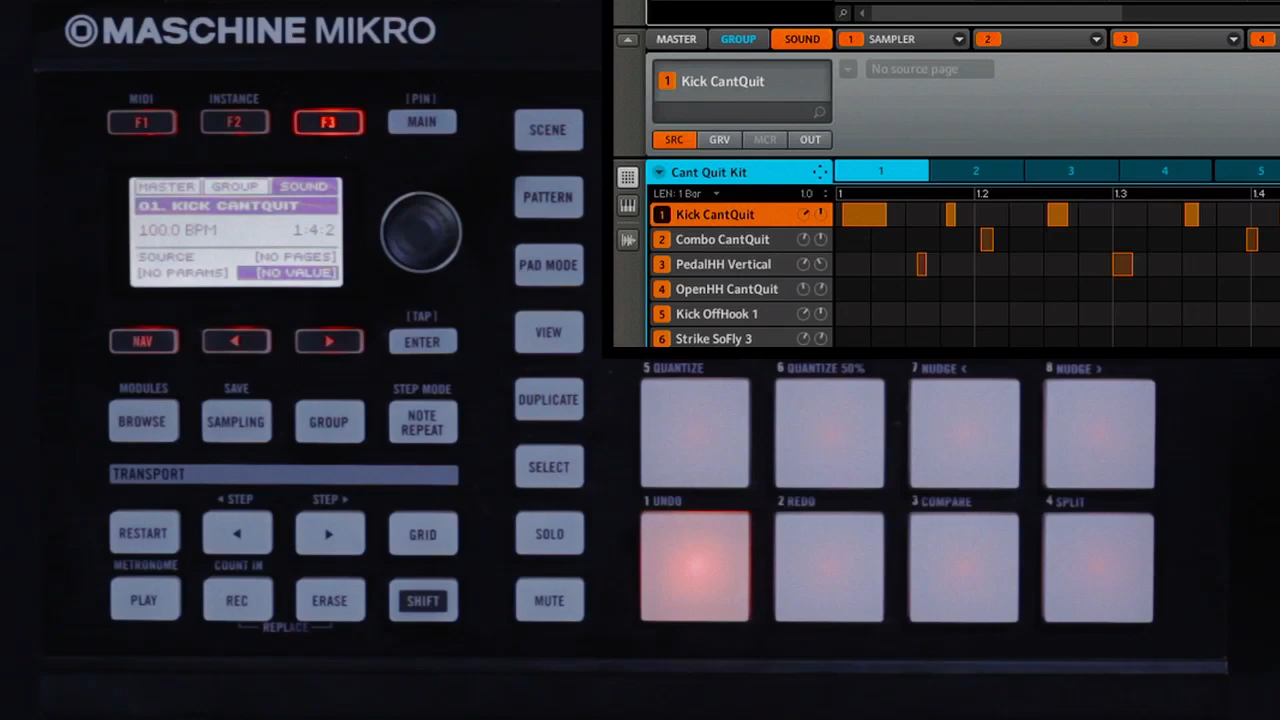 MASCHINE MIKRO
MIDI
INSTANCE
[PIN]
F1
F2
F3
MAIN
MASTER
GROUP
SOUND
01. KICK CANTQUIT
100.0 BPM
1:4:2
SOURCE
[NO PAGES]
[NO PARAMS]
[NO VALUE]
[TAP]
NAV
ENTER
MODULES
SAVE
STEP MODE
BROWSE
SAMPLING
GROUP
NOTE
REPEAT
TRANSPORT
◂ STEP
STEP ▸
RESTART
GRID
METRONOME
COUNT IN
PLAY
REC
ERASE
SHIFT
REPLACE
SCENE
PATTERN
PAD MODE
VIEW
DUPLICATE
SELECT
SOLO
MUTE
MASTER
GROUP
SOUND
1
SAMPLER
2
3
4
1
Kick CantQuit
No source page
SRC
GRV
MCR
OUT
Cant Quit Kit
1
2
3
4
5
LEN: 1 Bar
1.0
1
1.2
1.3
1.4
1 Kick CantQuit
2 Combo CantQuit
3 PedalHH Vertical
4 OpenHH CantQuit
5 Kick OffHook 1
6 Strike SoFly 3
5 QUANTIZE
6 QUANTIZE 50%
7 NUDGE <
8 NUDGE >
1 UNDO
2 REDO
3 COMPARE
4 SPLIT